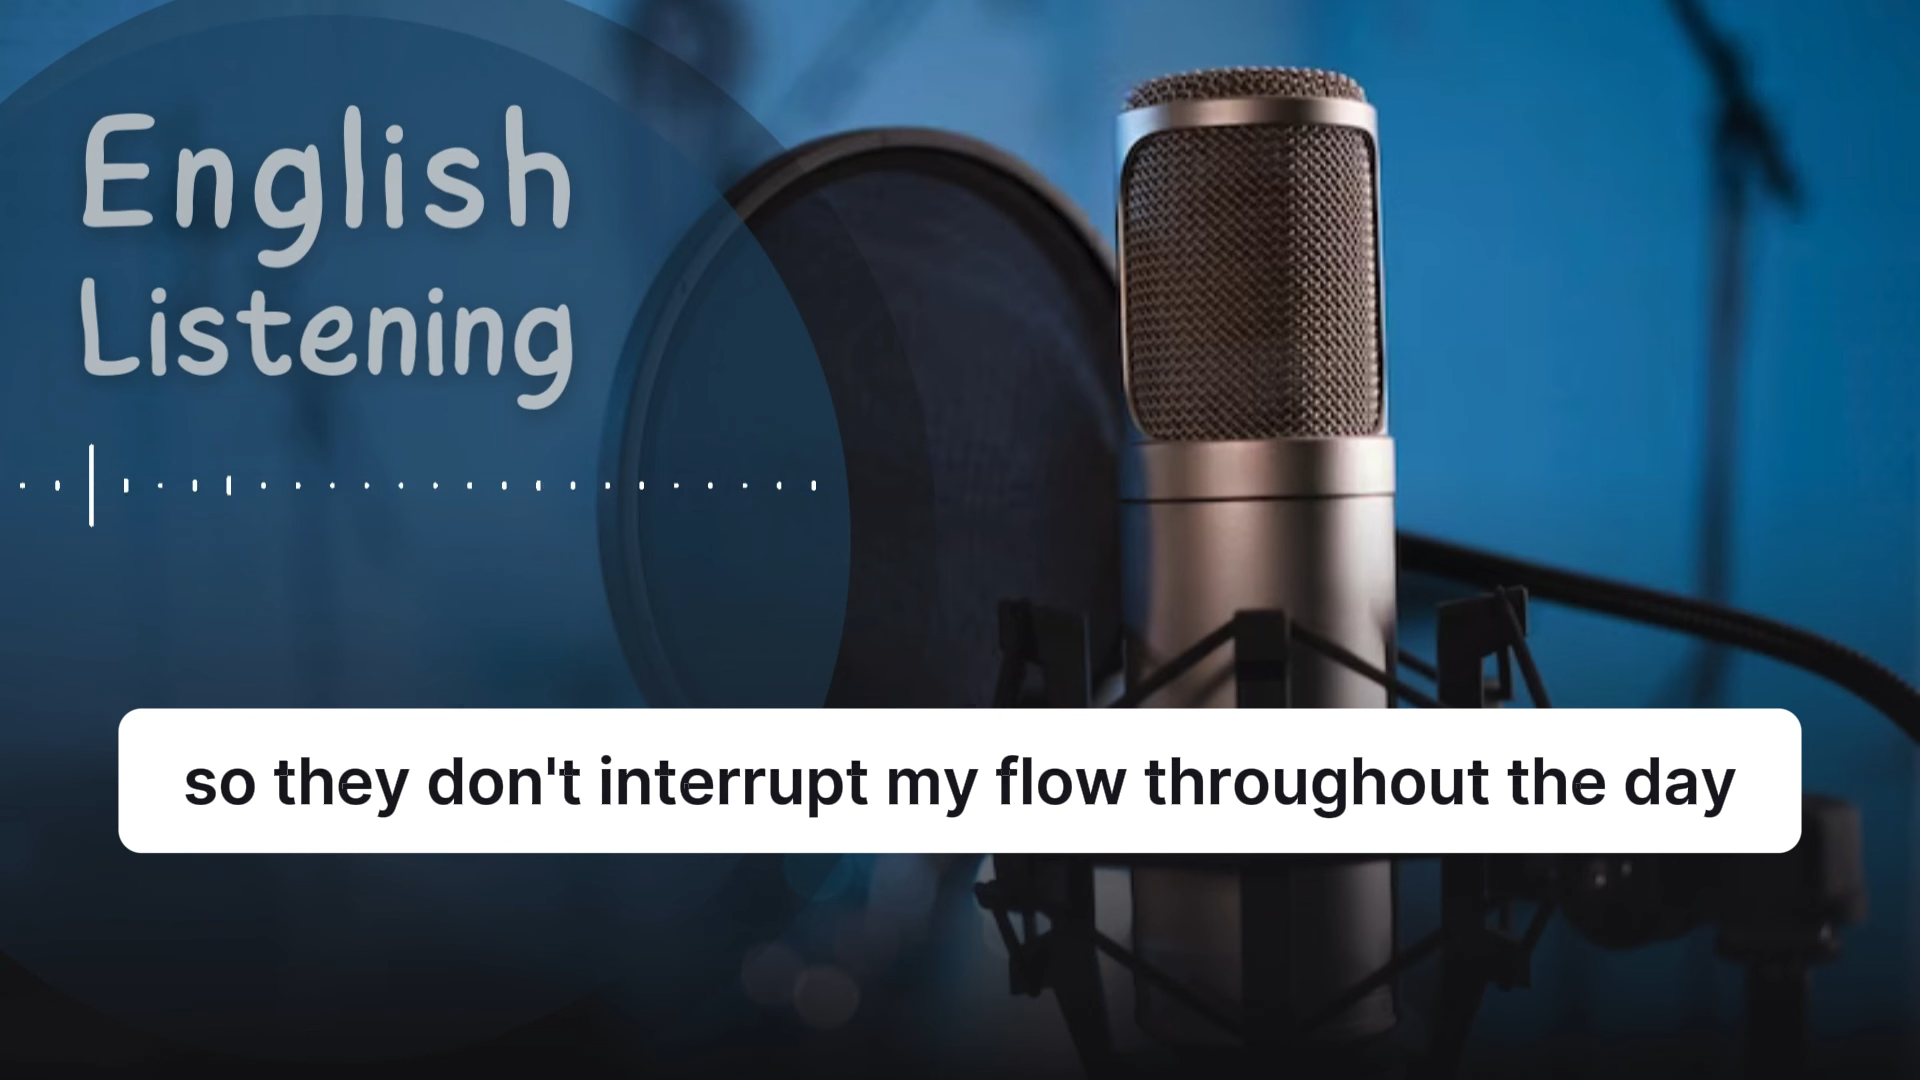 English
Listening
so they don't interrupt my flow throughout the day